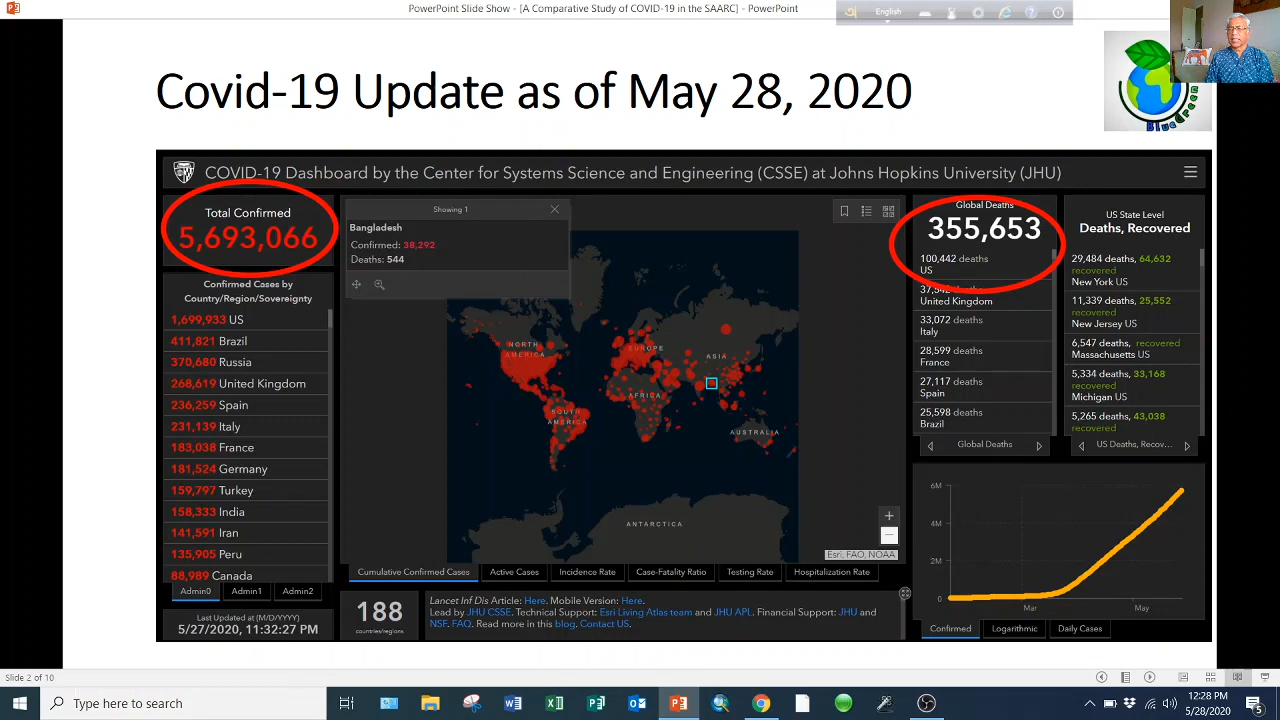 PowerPoint Slide Show - [A Comparative Study of COVID-19 in the SAARC] - PowerPoint
English
Covid-19 Update as of May 28, 2020
BlueGreen
COVID-19 Dashboard by the Center for Systems Science and Engineering (CSSE) at Johns Hopkins University (JHU)
Total Confirmed
5,693,066
Confirmed Cases by
Country/Region/Sovereignty
1,699,933 US
411,821 Brazil
370,680 Russia
268,619 United Kingdom
236,259 Spain
231,139 Italy
183,038 France
181,524 Germany
159,797 Turkey
158,333 India
141,591 Iran
135,905 Peru
88,989 Canada
Admin0
Admin1
Admin2
Last Updated at (M/D/YYYY)
5/27/2020, 11:32:27 PM
Showing 1
Bangladesh
Confirmed: 38,292
Deaths: 544
NORTH
AMERICA
SOUTH
AMERICA
EUROPE
AFRICA
ASIA
AUSTRALIA
ANTARCTICA
Esri, FAO, NOAA
Cumulative Confirmed Cases
Active Cases
Incidence Rate
Case-Fatality Ratio
Testing Rate
Hospitalization Rate
188
countries/regions
Lancet Inf Dis Article: Here. Mobile Version: Here.
Lead by JHU CSSE. Technical Support: Esri Living Atlas team and JHU APL. Financial Support: JHU and
NSF. FAQ. Read more in this blog. Contact US.
Global Deaths
355,653
100,442 deaths
US
deaths
United Kingdom
33,072 deaths
Italy
28,599 deaths
France
27,117 deaths
Spain
25,598 deaths
Brazil
Global Deaths
US State Level
Deaths, Recovered
29,484 deaths, 64,632
recovered
New York US
11,339 deaths, 25,552
recovered
New Jersey US
6,547 deaths, recovered
Massachusetts US
5,334 deaths, 33,168
recovered
Michigan US
5,265 deaths, 43,038
recovered
US Deaths, Recov...
6M
4M
2M
0
Mar
May
Confirmed
Logarithmic
Daily Cases
Slide 2 of 10
Type here to search
12:28 PM
5/28/2020
5